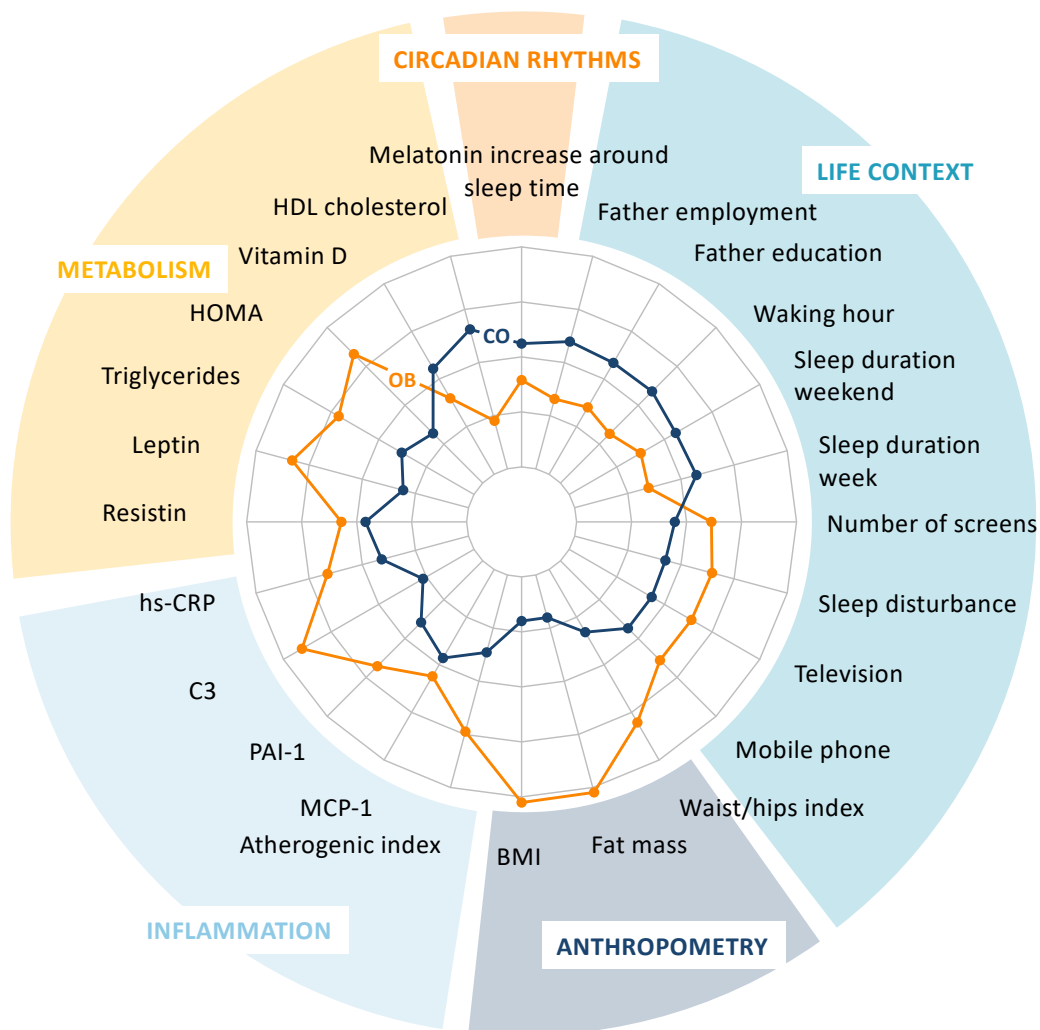 CIRCADIAN RHYTHMS
Melatonin increase around
sleep time
LIFE CONTEXT
Father employment
Father education
Waking hour
Sleep duration
weekend
Sleep duration
week
Number of screens
Sleep disturbance
Television
Mobile phone
Waist/hips index
Fat mass
BMI
ANTHROPOMETRY
Atherogenic index
MCP-1
PAI-1
C3
hs-CRP
INFLAMMATION
Resistin
Leptin
Triglycerides
HOMA
Vitamin D
HDL cholesterol
METABOLISM
CO
OB